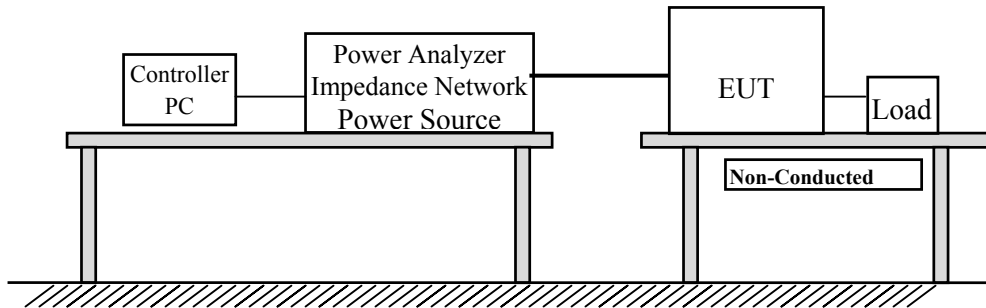 Controller
PC
Power Analyzer
Impedance Network
Power Source
EUT
Load
Non-Conducted